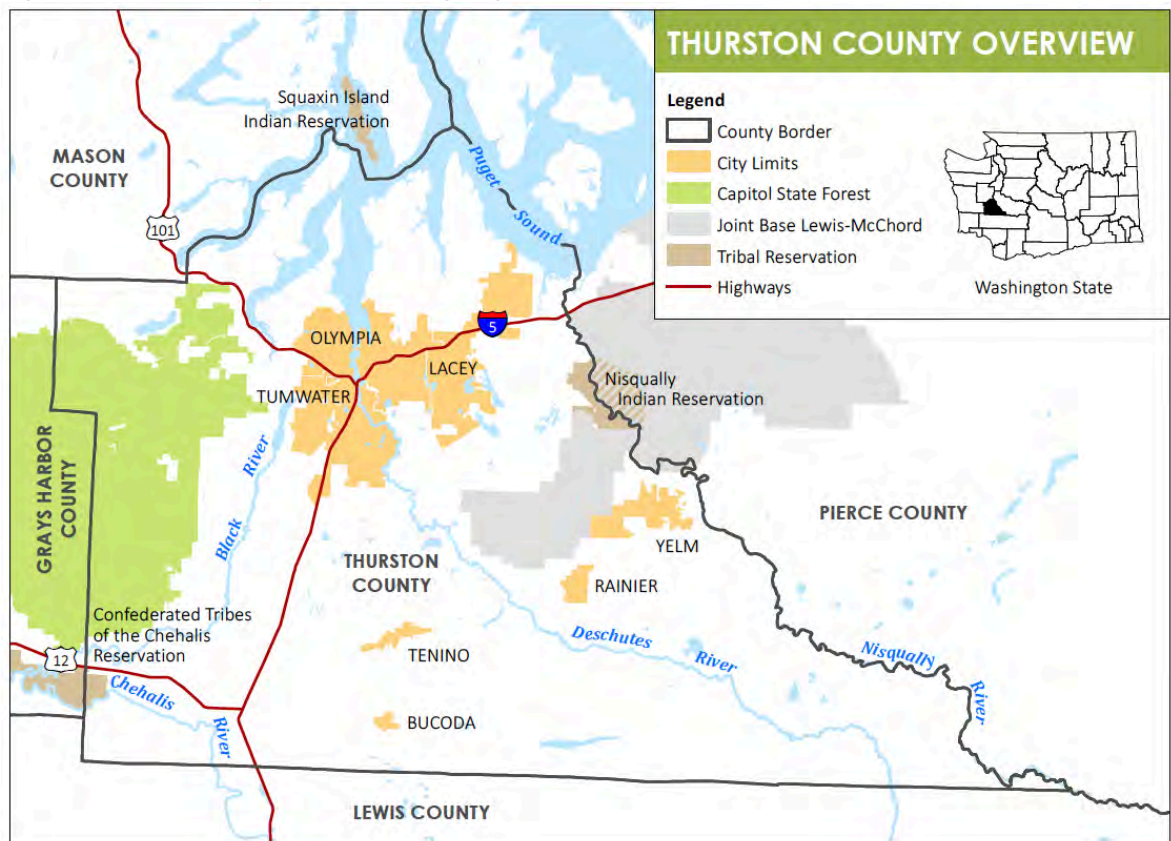 THURSTON COUNTY OVERVIEW
Legend
County Border
City Limits
Capitol State Forest
Joint Base Lewis-McChord
Tribal Reservation
Highways
Washington State
Squaxin Island
Indian Reservation
MASON
COUNTY
101
Puget
Sound
5
OLYMPIA
LACEY
TUMWATER
Nisqually
Indian Reservation
GRAYS HARBOR
COUNTY
Black
River
PIERCE COUNTY
YELM
THURSTON
COUNTY
RAINIER
Confederated Tribes
of the Chehalis
Reservation
12
Deschutes
River
TENINO
Nisqually
River
Chehalis
River
BUCODA
LEWIS COUNTY